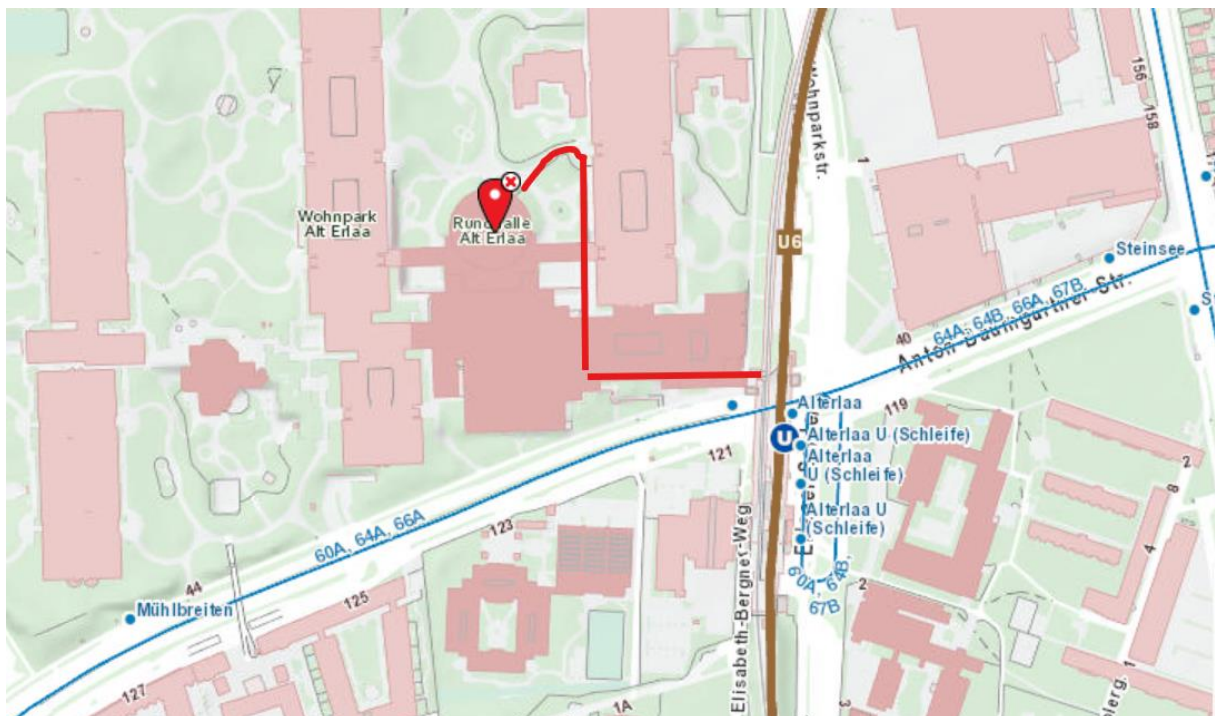 Wohnparkstr.
156
158
1
U6
Wohnpark
Alt Erlaa
Alt Erlaa
Steinsee
64A, 64B, 66A, 67B
40
Anton-Baumgartner-Str.
119
Alterlaa
U
Alterlaa U (Schleife)
Alterlaa
U (Schleife)
Alterlaa U
(Schleife)
121
123
60A, 64A, 66A
44
Mühlbreiten
125
127
Elisabeth-Bergner-Weg
60A, 64B,
67B
2
2
8
4
1
3
1A